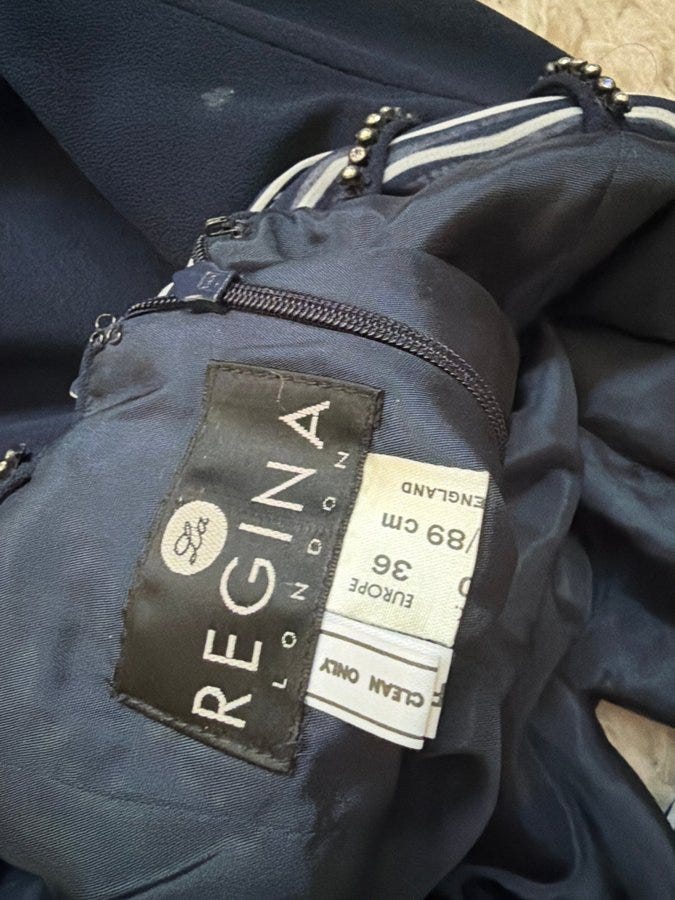 La
REGINA
LONDON
EUROPE
36
/89 cm
ENGLAND
CLEAN ONLY